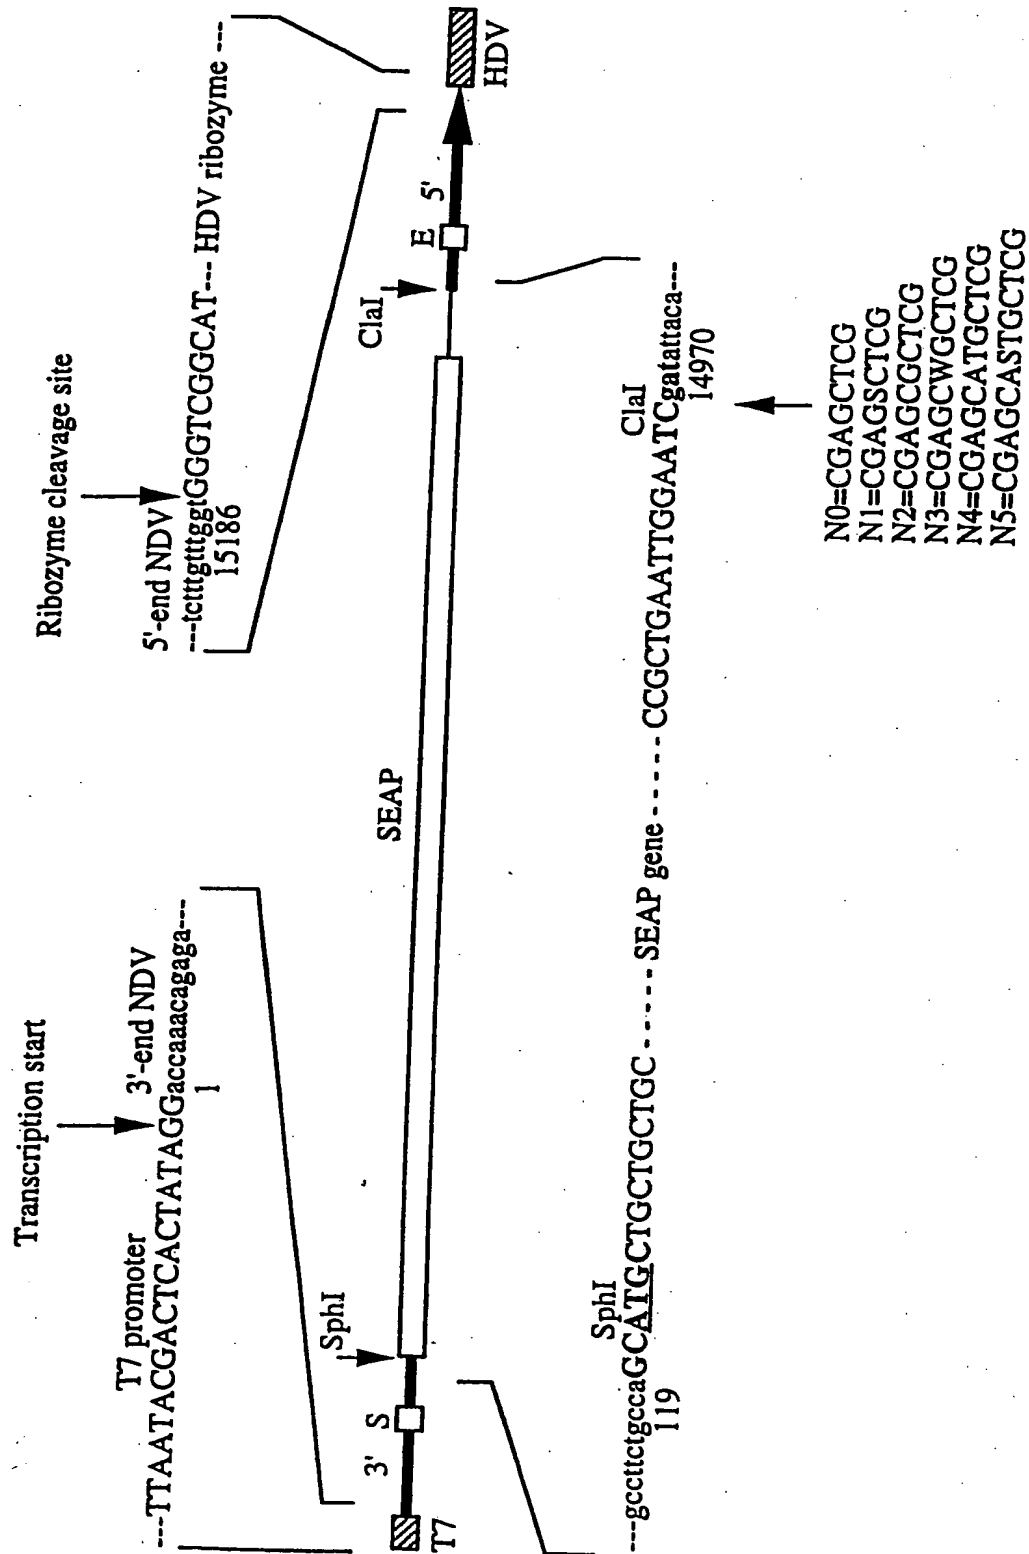 Transcription start
Ribozyme cleavage site
T7 promoter
3'-end NDV
---TTAATACGACTCACTATAGGaccaaacagaga---
1
5'-end NDV
---tctttgtttggtGGGTCGGCAT--- HDV ribozyme ---
15186
SphI
SEAP
ClaI
3'
S
E
5'
T7
HDV
SphI
ClaI
---gccttctgccaGCATGCTGCTGCTGC - - - - - SEAP gene - - - - - CCGCTGAATTGGAATCgatattaca---
119
14970
N0=CGAGCTCG
N1=CGAGSCTCG
N2=CGAGCGCTCG
N3=CGAGCWGCTCG
N4=CGAGCATGCTCG
N5=CGAGCASTGCTCG